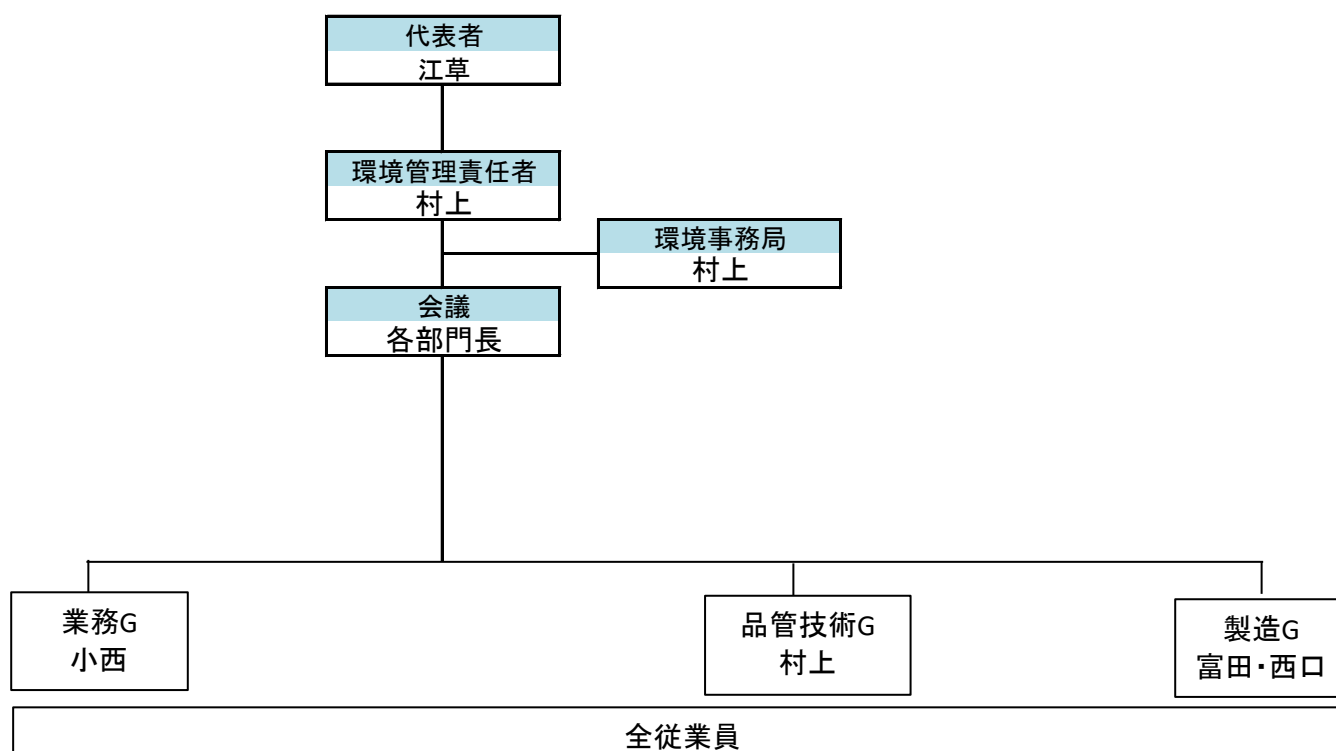 代表者
江草
環境管理責任者
村上
環境事務局
村上
会議
各部門長
業務G
小西
品管技術G
村上
製造G
富田・西口
全従業員